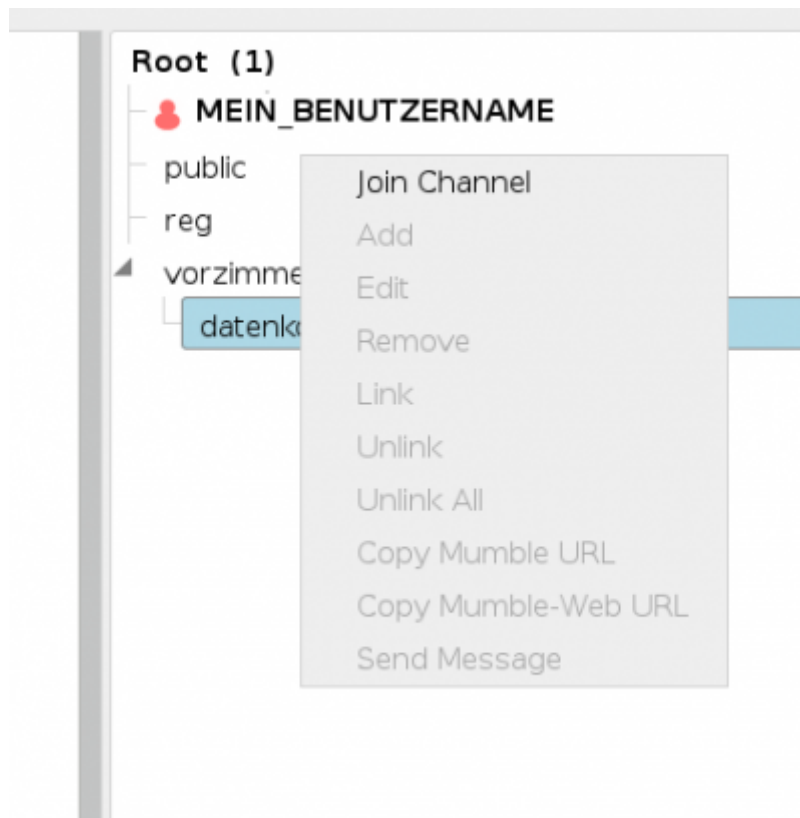 Root (1)
MEIN_BENUTZERNAME
public
reg
Join Channel
Add
Edit
Remove
Link
Unlink
Unlink All
Copy Mumble URL
Copy Mumble-Web URL
Send Message